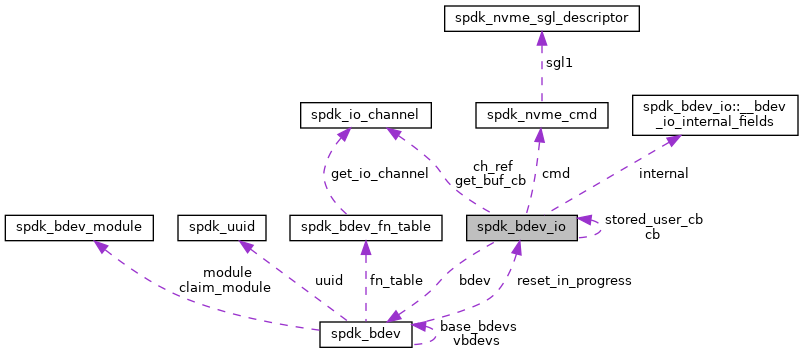 spdk_nvme_sgl_descriptor
sgl1
spdk_io_channel
spdk_nvme_cmd
spdk_bdev_io::__bdev
_io_internal_fields
get_io_channel
ch_ref
get_buf_cb
cmd
internal
spdk_bdev_module
spdk_uuid
spdk_bdev_fn_table
spdk_bdev_io
stored_user_cb
cb
module
claim_module
uuid
fn_table
bdev
reset_in_progress
spdk_bdev
base_bdevs
vbdevs